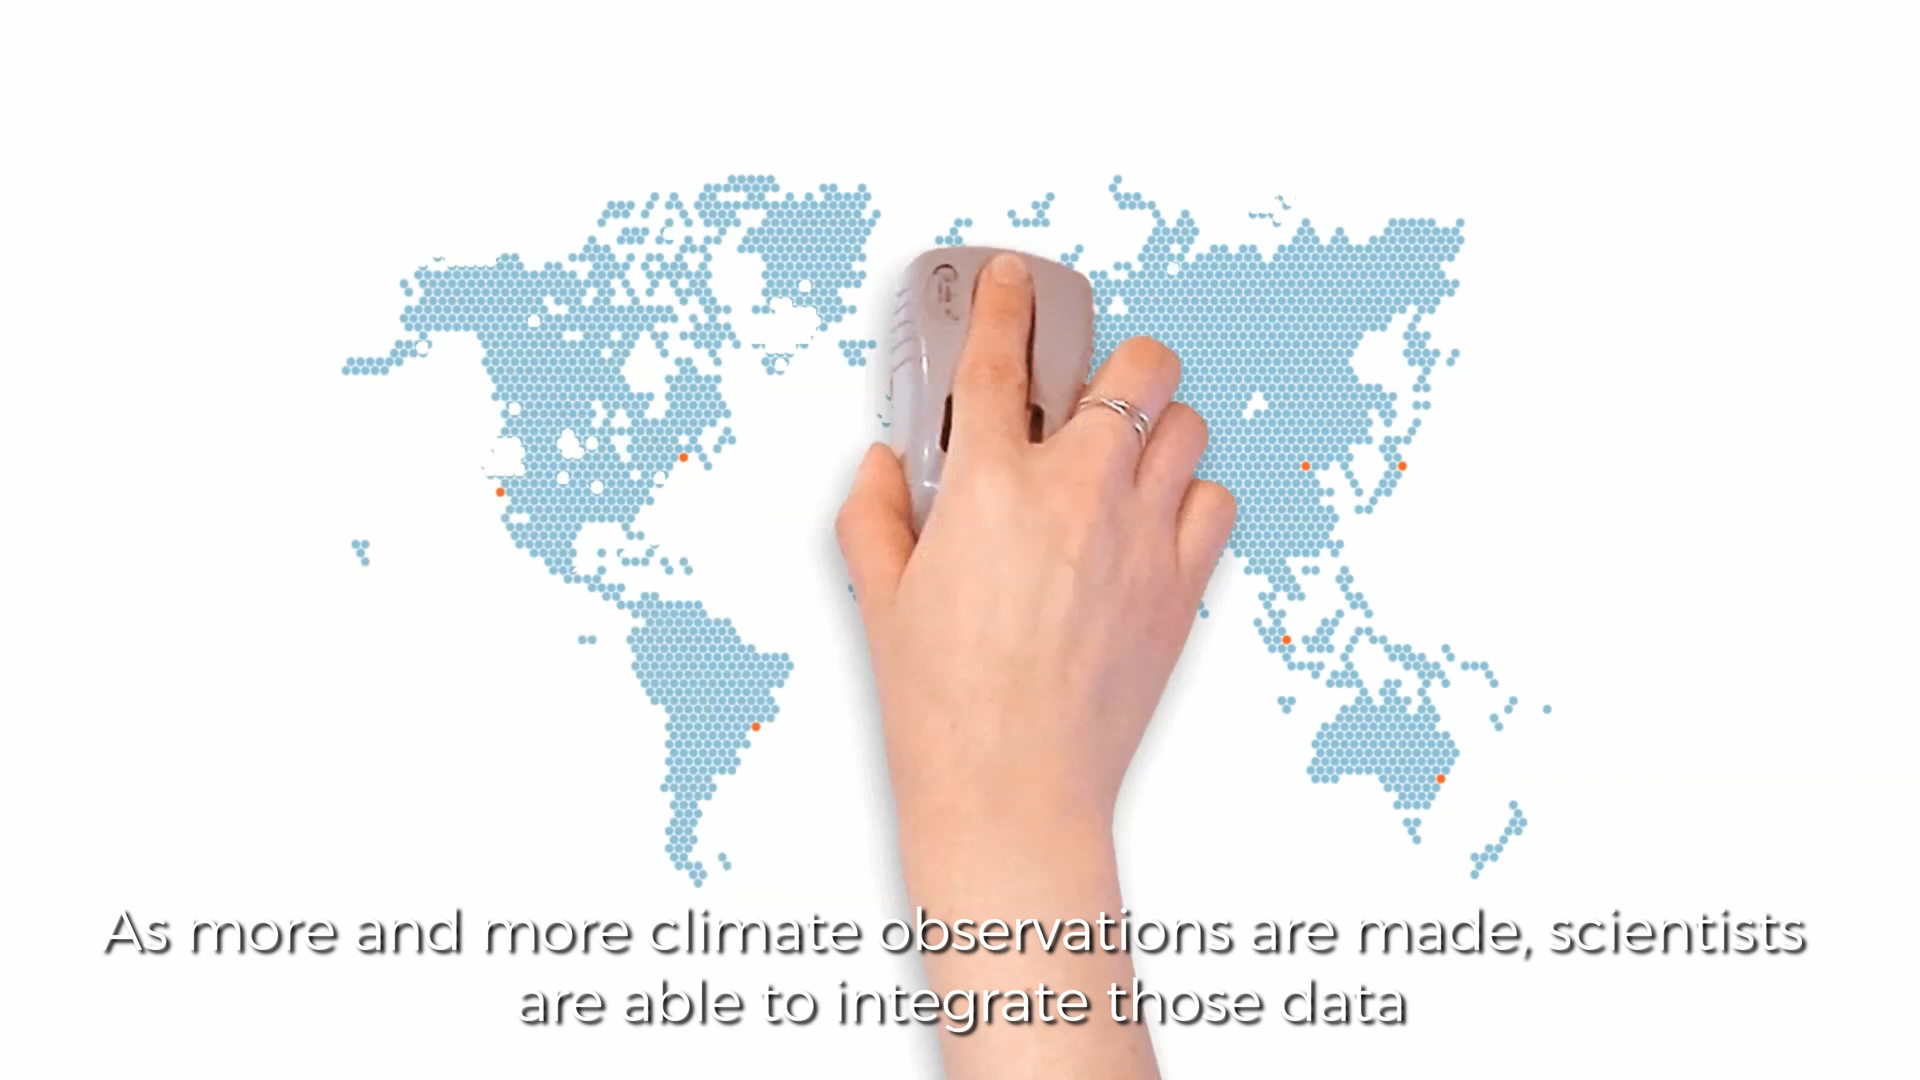 As more and more climate observations are made, scientists
are able to integrate those data